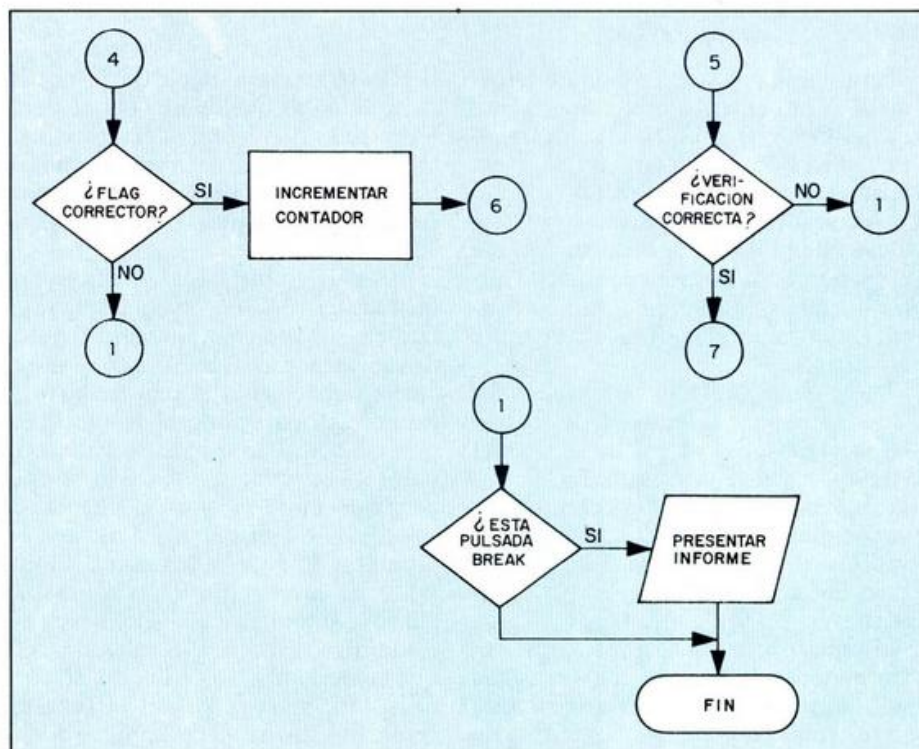 4
¿FLAG
CORRECTOR?
SI
INCREMENTAR
CONTADOR
6
NO
1
5
¿VERI-
FICACION
CORRECTA?
NO
1
SI
7
1
¿ESTA
PULSADA
BREAK
SI
PRESENTAR
INFORME
FIN